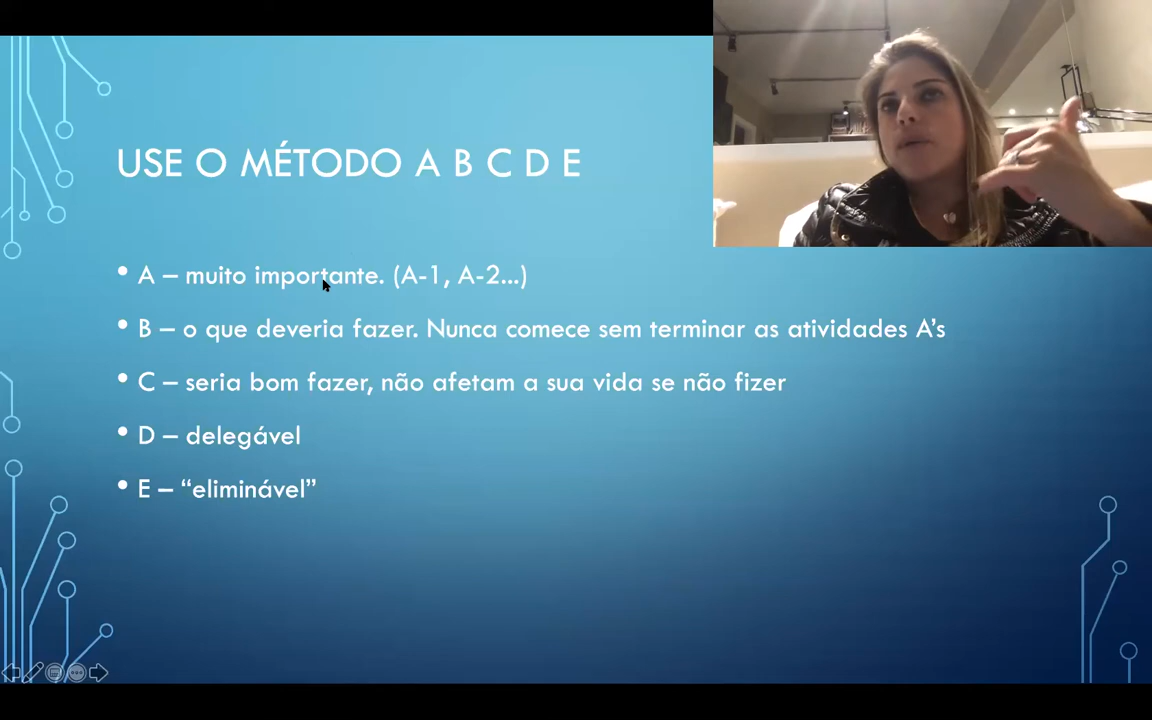 USE O MÉTODO A B C D E
• A – muito importante. (A-1, A-2...)
• B – o que deveria fazer. Nunca comece sem terminar as atividades A’s
• C – seria bom fazer, não afetam a sua vida se não fizer
• D – delegável
• E – “eliminável”